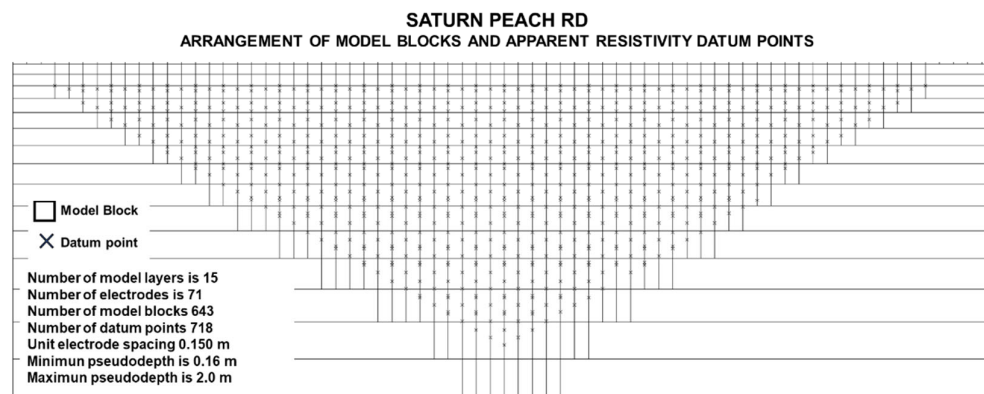 SATURN PEACH RD
ARRANGEMENT OF MODEL BLOCKS AND APPARENT RESISTIVITY DATUM POINTS
Model Block
Datum point
Number of model layers is 15
Number of electrodes is 71
Number of model blocks 643
Number of datum points 718
Unit electrode spacing 0.150 m
Minimun pseudodepth is 0.16 m
Maximun pseudodepth is 2.0 m